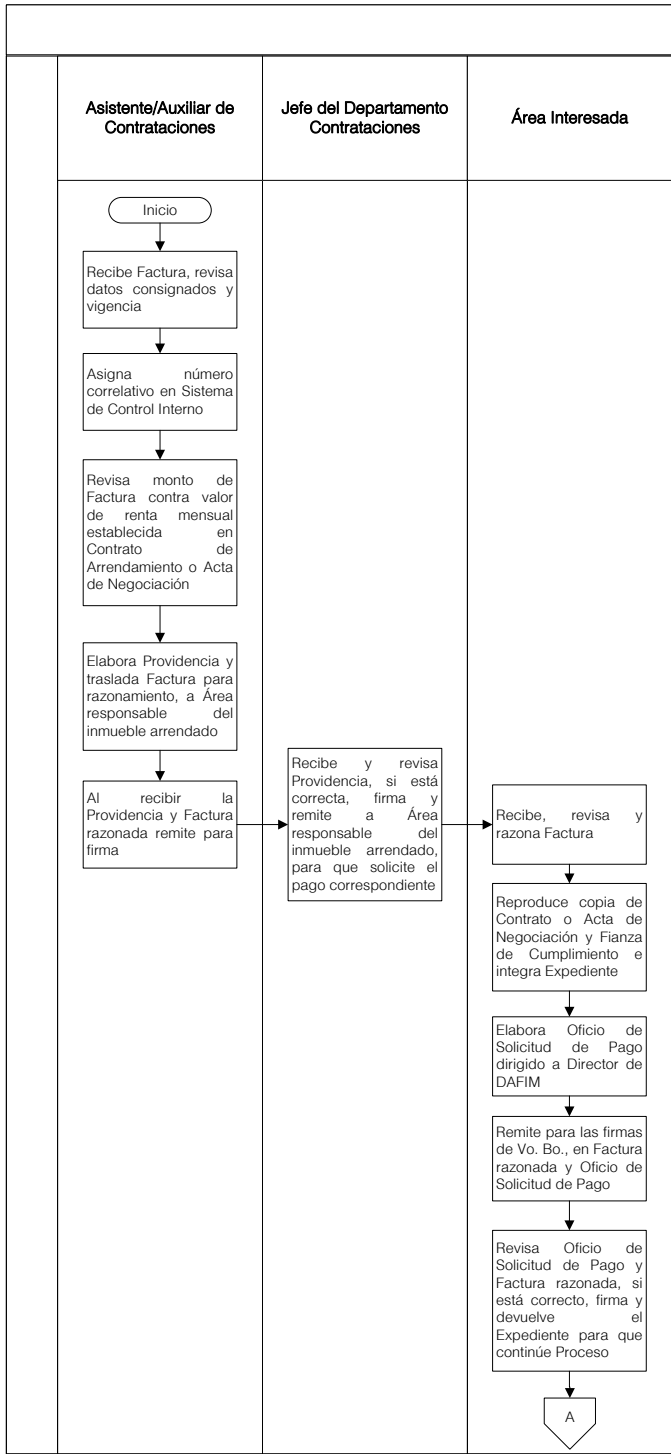 Asistente/Auxiliar de
Contrataciones
Jefe del Departamento
Contrataciones
Área Interesada
Inicio
Recibe Factura, revisa
datos consignados y
vigencia
Asigna número
correlativo en Sistema
de Control Interno
Revisa monto de
Factura contra valor
de renta mensual
establecida en
Contrato de
Arrendamiento o Acta
de Negociación
Elabora Providencia y
traslada Factura para
razonamiento, a Área
responsable del
inmueble arrendado
Al recibir la
Providencia y Factura
razonada remite para
firma
Recibe y revisa
Providencia, si está
correcta, firma y
remite a Área
responsable del
inmueble arrendado,
para que solicite el
pago correspondiente
Recibe, revisa y
razona Factura
Reproduce copia de
Contrato o Acta de
Negociación y Fianza
de Cumplimiento e
integra Expediente
Elabora Oficio de
Solicitud de Pago
dirigido a Director de
DAFIM
Remite para las firmas
de Vo. Bo., en Factura
razonada y Oficio de
Solicitud de Pago
Revisa Oficio de
Solicitud de Pago y
Factura razonada, si
está correcto, firma y
devuelve el
Expediente para que
continúe Proceso
A